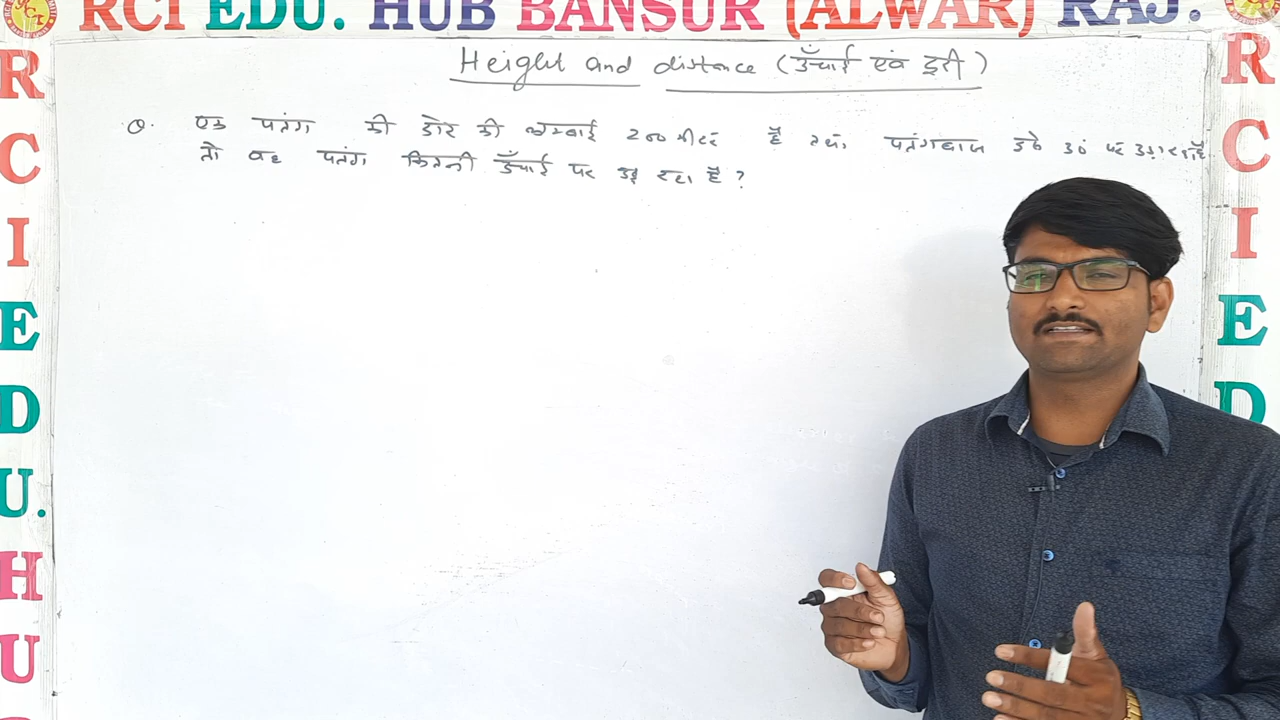 RCI EDU. HUB BANSUR (ALWAR) RAJ.
Height and distance (ऊँचाई एवं दूरी)
Q. एक पतंग की डोर की लम्बाई 200 मीटर है तथा पतंगबाज उसे 30° पर उड़ा रहा है
तो वह पतंग कितनी ऊँचाई पर उड़ रहा है ?
R
C
I
E
D
U.
H
U
R
C
I
E
D